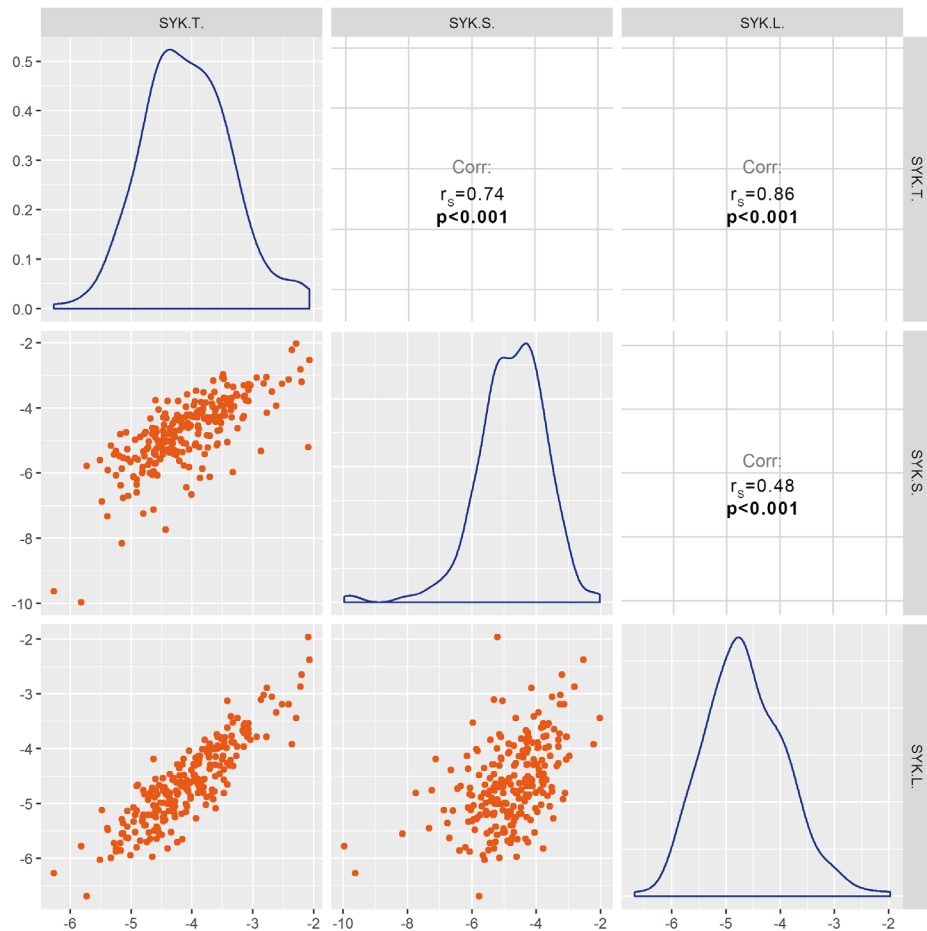 SYK.T. SYK.S. SYK.L.
0.5
0.4
0.3
0.2
0.1
0.0
Corr:
rS=0.74
p<0.001
Corr:
rS=0.86
p<0.001
SYK.T.
-2
-4
-6
-8
-10
Corr:
rS=0.48
p<0.001
SYK.S.
-2
-3
-4
-5
-6
SYK.L.
-6 -5 -4 -3 -2 -10 -8 -6 -4 -2 -6 -5 -4 -3 -2